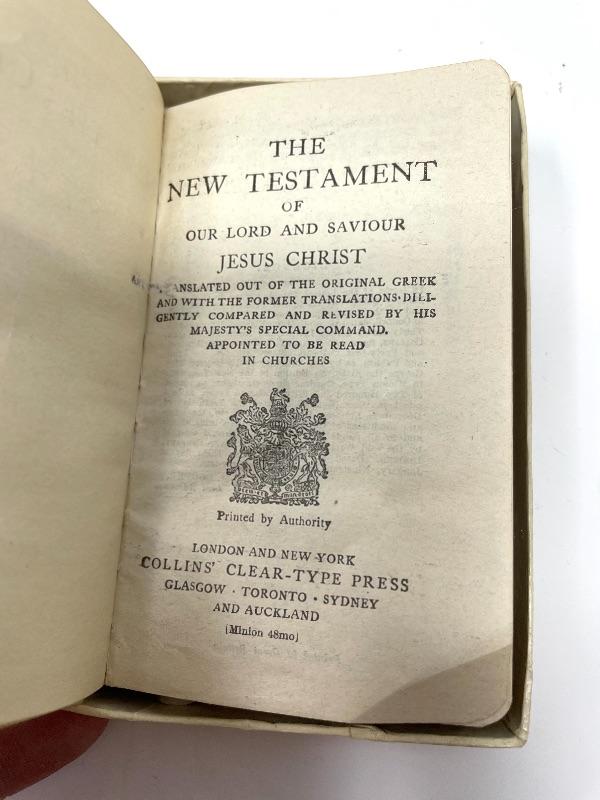 THE
NEW TESTAMENT
OF
OUR LORD AND SAVIOUR
JESUS CHRIST
TRANSLATED OUT OF THE ORIGINAL GREEK
AND WITH THE FORMER TRANSLATIONS·DILI-
GENTLY COMPARED AND REVISED BY HIS
MAJESTY'S SPECIAL COMMAND.
APPOINTED TO BE READ
IN CHURCHES
Printed by Authority
LONDON AND NEW YORK
COLLINS' CLEAR-TYPE PRESS
GLASGOW · TORONTO · SYDNEY
AND AUCKLAND
[Minion 48mo]